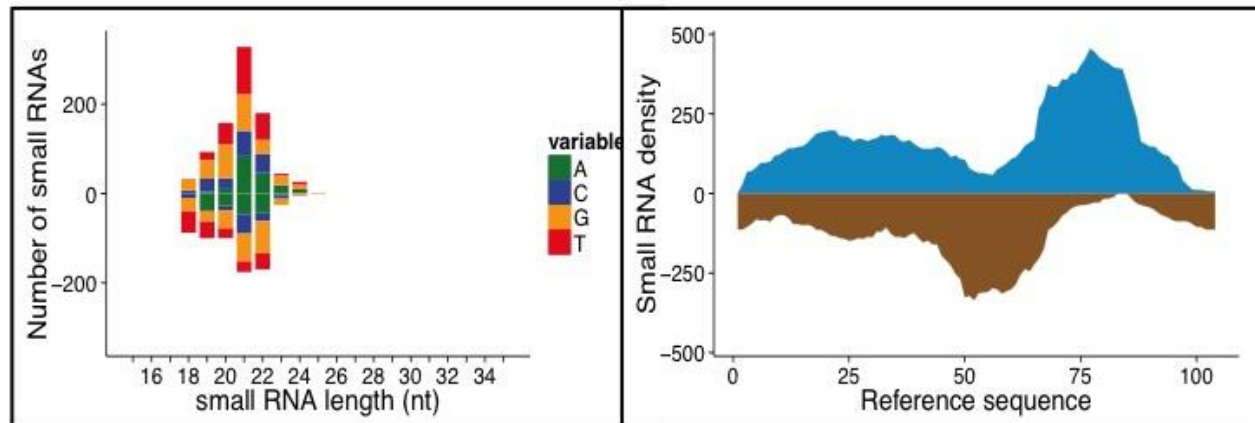 Number of small RNAs
200
0
−200
16 18 20 22 24 26 28 30 32 34
small RNA length (nt)
variable
A
C
G
T
Small RNA density
500
250
0
−250
−500
0 25 50 75 100
Reference sequence